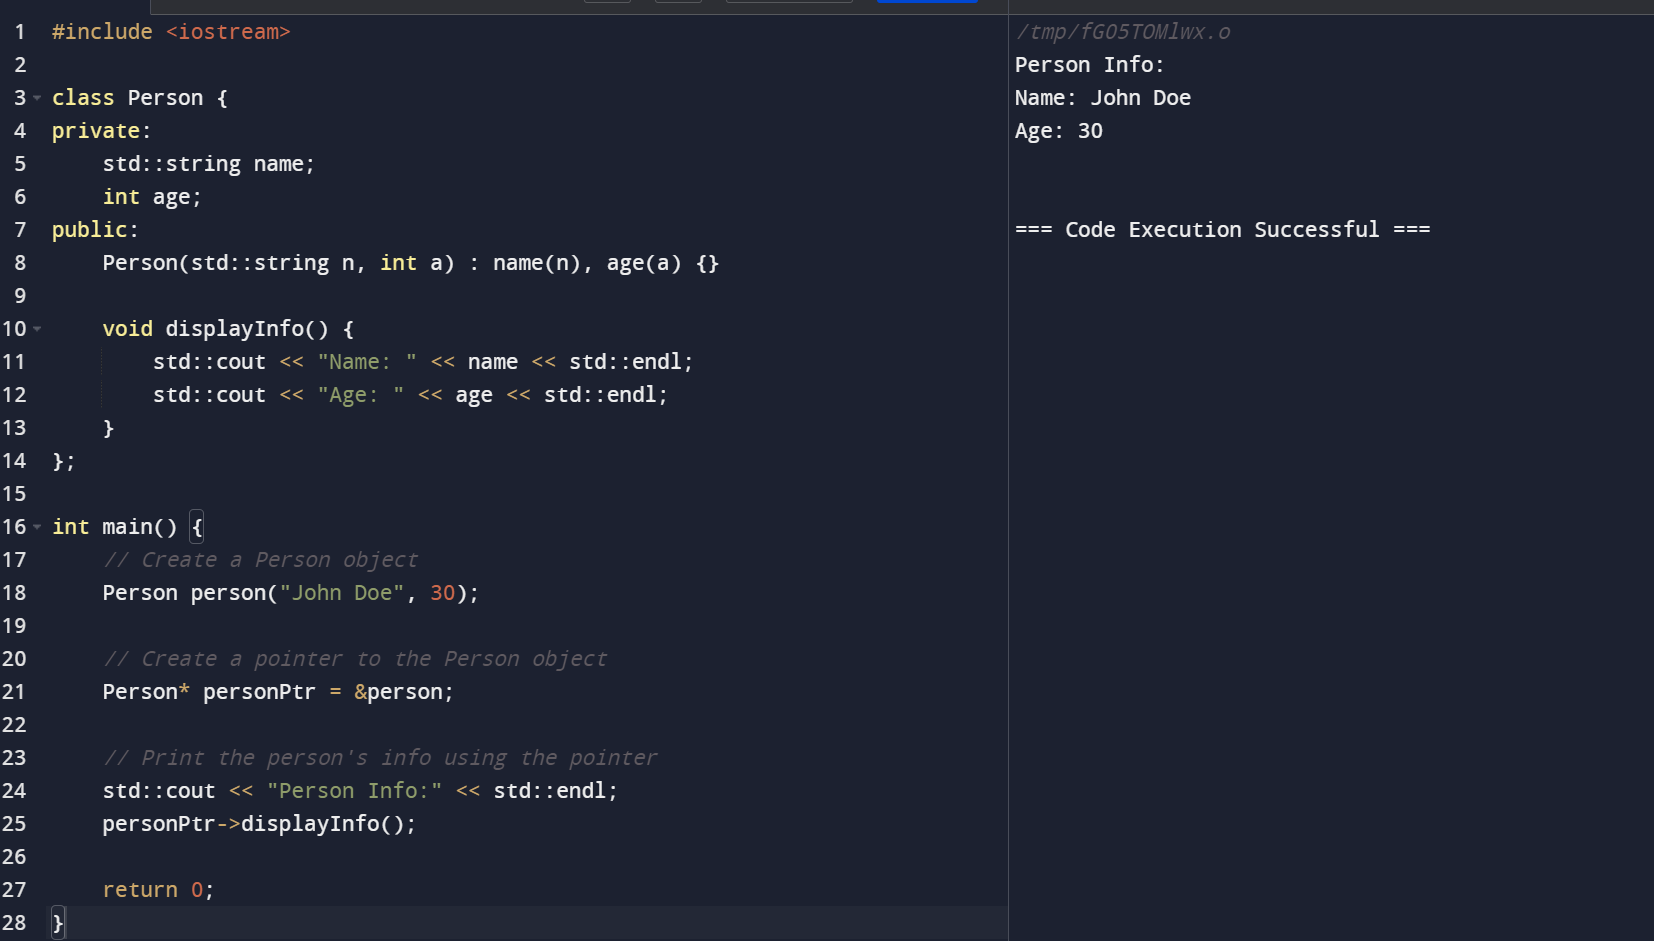 1 #include <iostream>
2
3 class Person {
4 private:
5     std::string name;
6     int age;
7 public:
8     Person(std::string n, int a) : name(n), age(a) {}
9
10     void displayInfo() {
11         std::cout << "Name: " << name << std::endl;
12         std::cout << "Age: " << age << std::endl;
13     }
14 };
15
16 int main() {
17     // Create a Person object
18     Person person("John Doe", 30);
19
20     // Create a pointer to the Person object
21     Person* personPtr = &person;
22
23     // Print the person's info using the pointer
24     std::cout << "Person Info:" << std::endl;
25     personPtr->displayInfo();
26
27     return 0;
28 }
/tmp/fGO5TOMlwx.o
Person Info:
Name: John Doe
Age: 30
=== Code Execution Successful ===